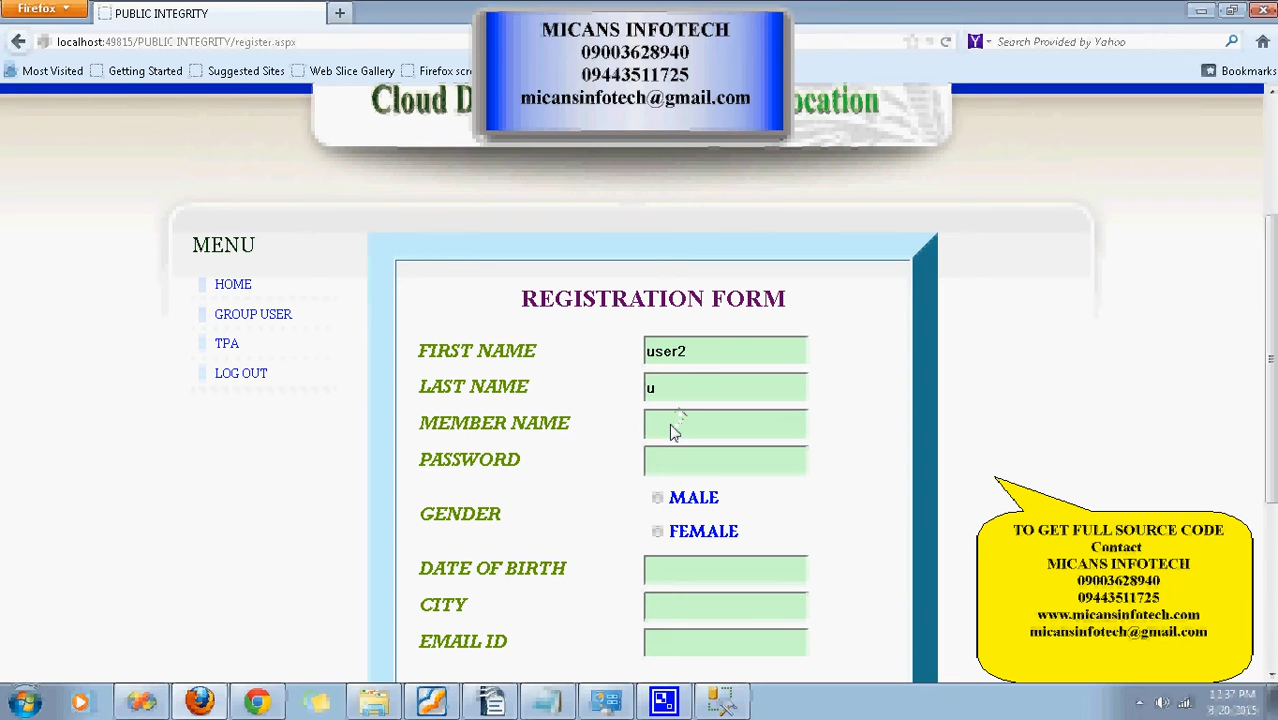 Firefox
PUBLIC INTEGRITY
localhost:49815/PUBLIC INTEGRITY/register.aspx
Search Provided by Yahoo
Most Visited
Getting Started
Suggested Sites
Web Slice Gallery
Firefox scr
Bookmarks
MICANS INFOTECH
09003628940
09443511725
micansinfotech@gmail.com
Cloud D
ocation
MENU
HOME
GROUP USER
TPA
LOG OUT
REGISTRATION FORM
FIRST NAME user2
LAST NAME u
MEMBER NAME
PASSWORD
GENDER
MALE
FEMALE
DATE OF BIRTH
CITY
EMAIL ID
TO GET FULL SOURCE CODE
Contact
MICANS INFOTECH
09003628940
09443511725
www.micansinfotech.com
micansinfotech@gmail.com
8-20-2015